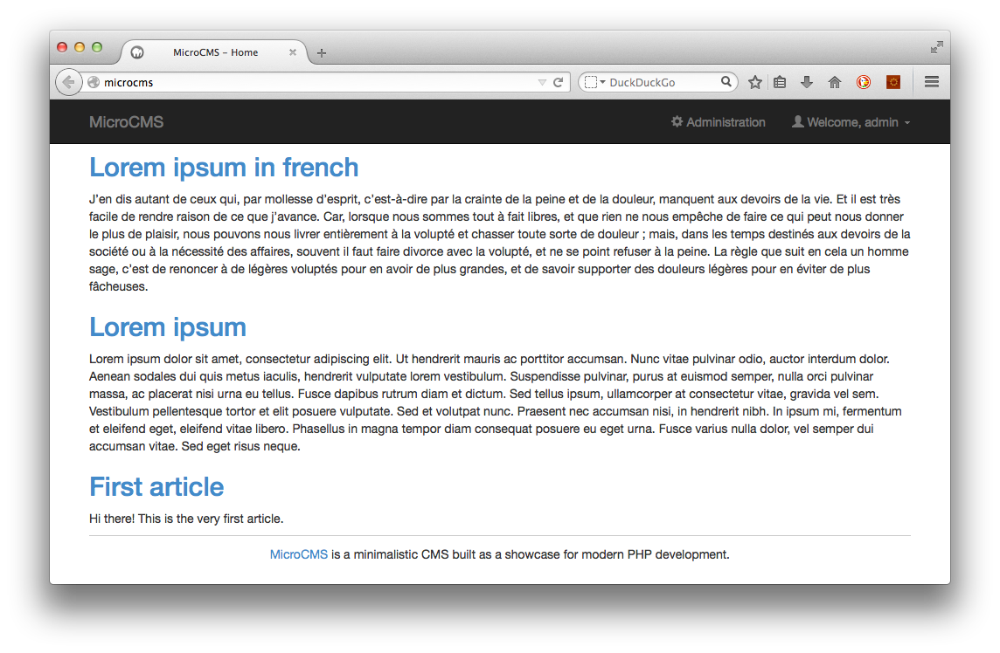 MicroCMS – Home
microcms
DuckDuckGo
MicroCMS
Administration
Welcome, admin
Lorem ipsum in french
J’en dis autant de ceux qui, par mollesse d’esprit, c’est-à-dire par la crainte de la peine et de la douleur, manquent aux devoirs de la vie. Et il est très
facile de rendre raison de ce que j’avance. Car, lorsque nous sommes tout à fait libres, et que rien ne nous empêche de faire ce qui peut nous donner
le plus de plaisir, nous pouvons nous livrer entièrement à la volupté et chasser toute sorte de douleur ; mais, dans les temps destinés aux devoirs de la
société ou à la nécessité des affaires, souvent il faut faire divorce avec la volupté, et ne se point refuser à la peine. La règle que suit en cela un homme
sage, c’est de renoncer à de légères voluptés pour en avoir de plus grandes, et de savoir supporter des douleurs légères pour en éviter de plus
fâcheuses.
Lorem ipsum
Lorem ipsum dolor sit amet, consectetur adipiscing elit. Ut hendrerit mauris ac porttitor accumsan. Nunc vitae pulvinar odio, auctor interdum dolor.
Aenean sodales dui quis metus iaculis, hendrerit vulputate lorem vestibulum. Suspendisse pulvinar, purus at euismod semper, nulla orci pulvinar
massa, ac placerat nisi urna eu tellus. Fusce dapibus rutrum diam et dictum. Sed tellus ipsum, ullamcorper at consectetur vitae, gravida vel sem.
Vestibulum pellentesque tortor et elit posuere vulputate. Sed et volutpat nunc. Praesent nec accumsan nisi, in hendrerit nibh. In ipsum mi, fermentum
et eleifend eget, eleifend vitae libero. Phasellus in magna tempor diam consequat posuere eu eget urna. Fusce varius nulla dolor, vel semper dui
accumsan vitae. Sed eget risus neque.
First article
Hi there! This is the very first article.
MicroCMS is a minimalistic CMS built as a showcase for modern PHP development.